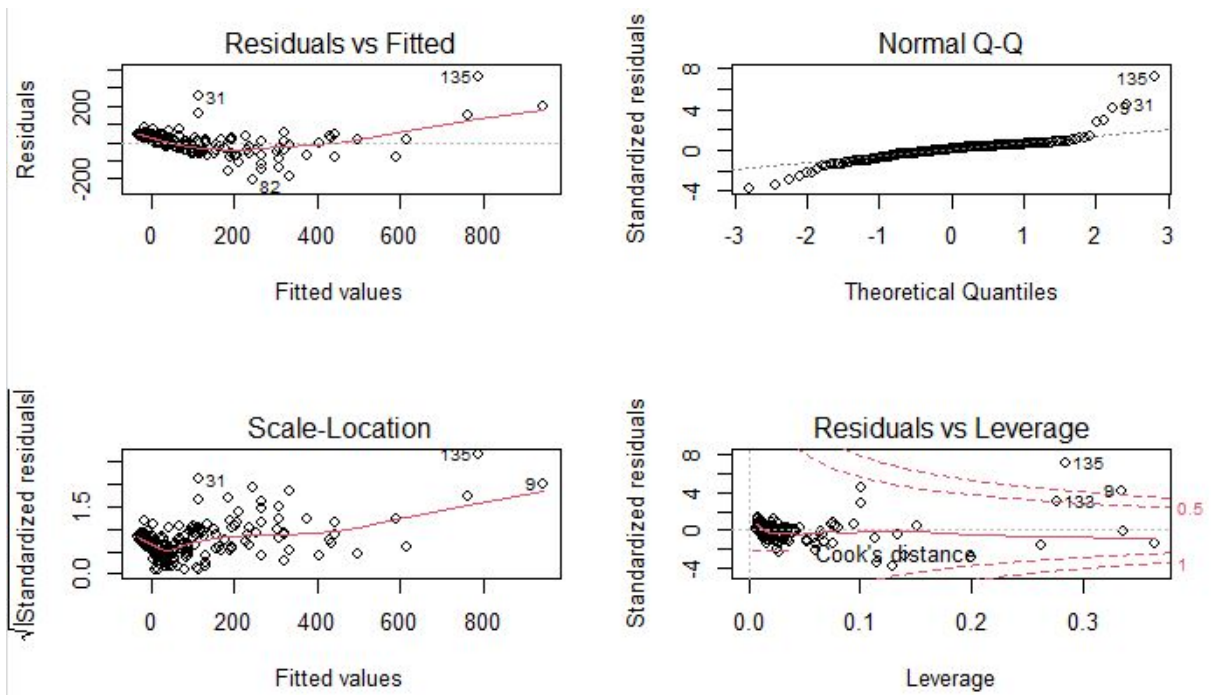 Residuals vs Fitted
Residuals
200
-200
135
31
82
0 200 400 600 800
Fitted values
Normal Q-Q
Standardized residuals
8
4
0
-4
135
9 31
-3 -2 -1 0 1 2 3
Theoretical Quantiles
Scale-Location
√|Standardized residuals|
1.5
0.0
135
31
9
0 200 400 600 800
Fitted values
Residuals vs Leverage
Standardized residuals
8
4
0
-4
135
9
133
0.5
1
Cook's distance
0.0 0.1 0.2 0.3
Leverage